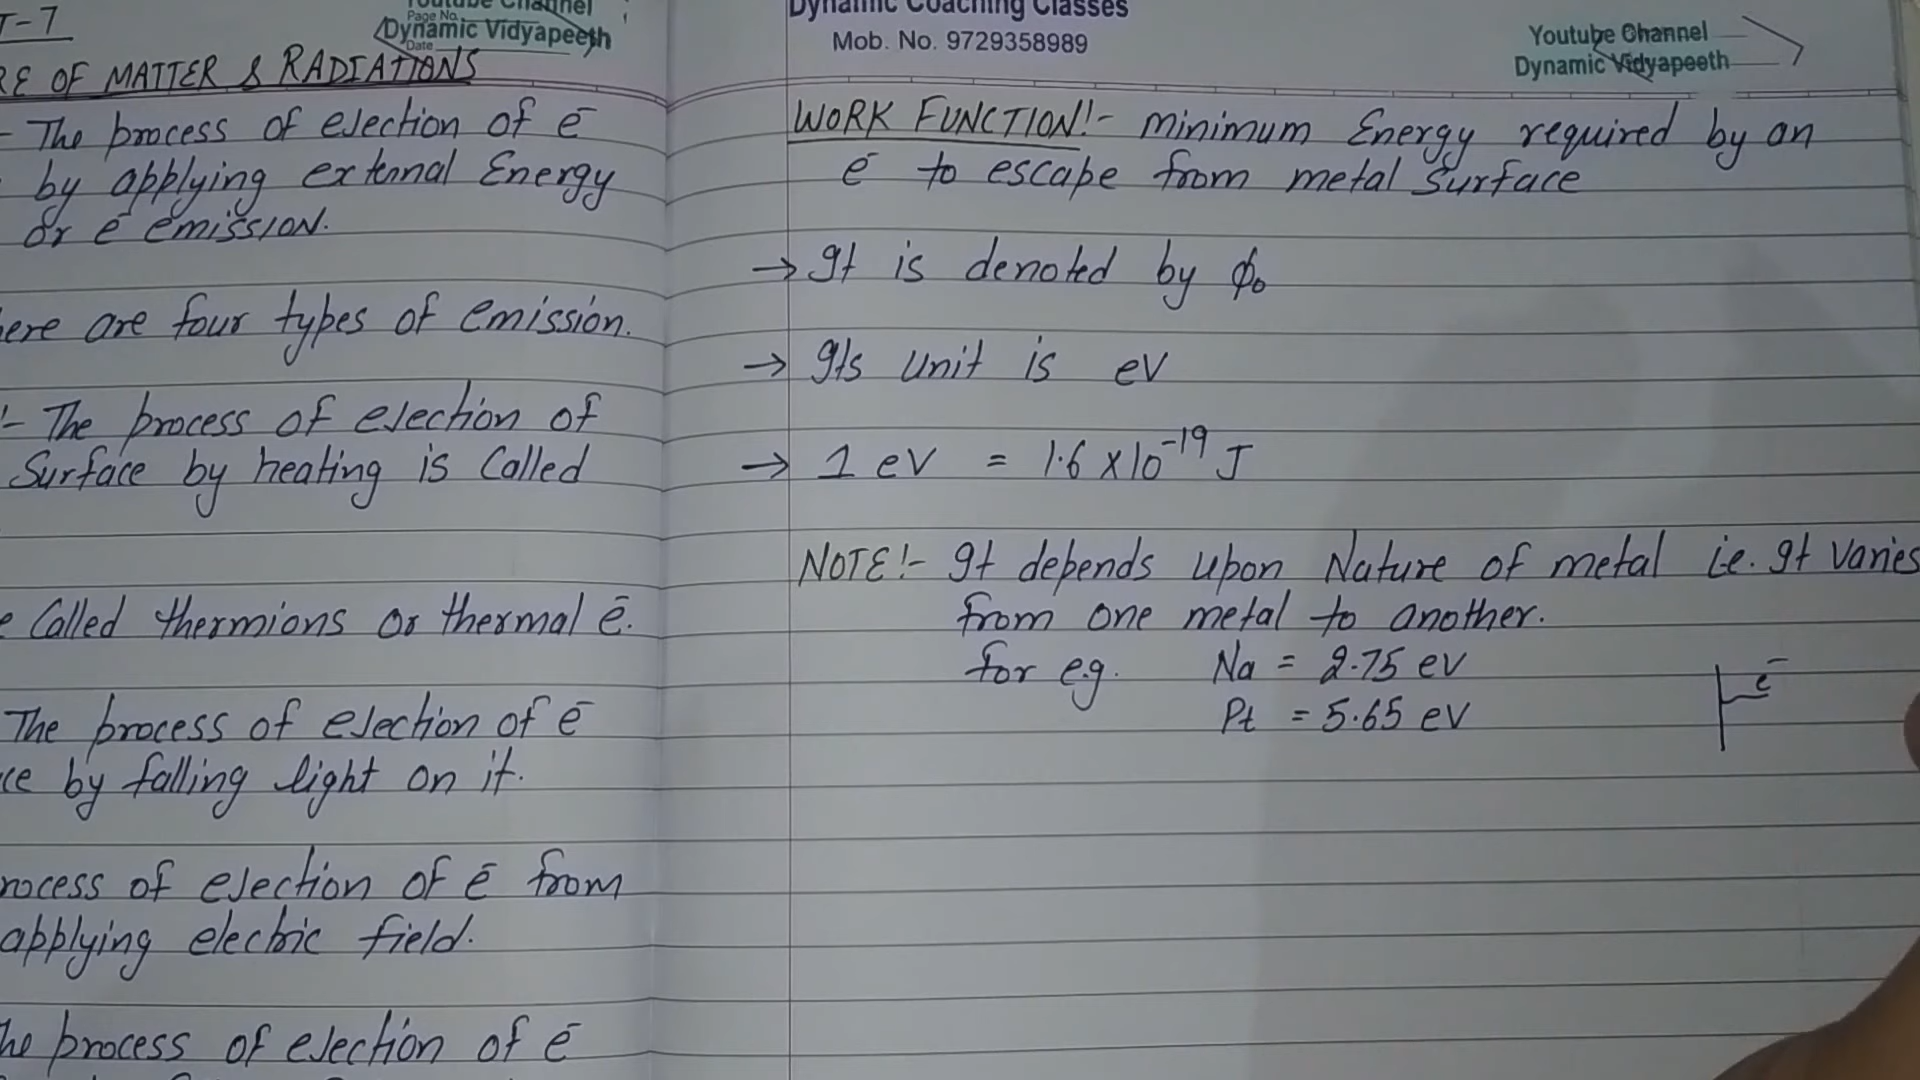 T-7
Youtube Channel
Page No.
Dynamic Vidyapeeth
Date
RE OF MATTER & RADIATIONS
- The process of ejection of e̅
by applying external Energy
or e̅ emission.
here are four types of emission.
!- The process of ejection of
Surface by heating is Called
e Called thermions or thermal e̅.
The process of ejection of e̅
ce by falling light on it.
rocess of ejection of e̅ from
applying electric field.
he process of ejection of e̅
Dynamic Coaching Classes
Mob. No. 9729358989
Youtube Channel
Dynamic Vidyapeeth
WORK FUNCTION!- minimum Energy required by an
e̅ to escape from metal Surface
→ It is denoted by ϕ₀
→ Its unit is eV
→ 1 eV = 1.6 x10⁻¹⁹ J
NOTE!- It depends upon Nature of metal i.e. It varies
from one metal to another.
for e.g. Na = 2.75 eV
Pt = 5.65 eV
e̅